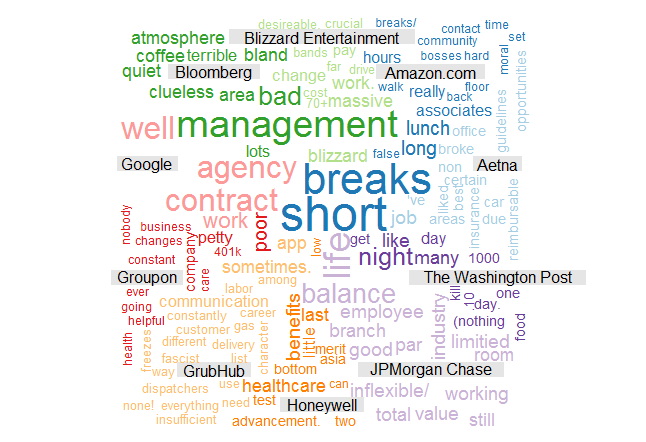 desireable, crucial breaks/ contact time
atmosphere Blizzard Entertainment community set
coffee terrible bland bands pay hours bosses hard moral
quiet Bloomberg change far drive Amazon.com opportunities
clueless area bad cost work. walk really floor
70+ massive back guidelines
well management associates
lunch office
lots blizzard false long broke
Google agency breaks non Aetna
contract short 've liked certain
best insurance car reimbursable
nobody work job areas due
business poor
changes petty app low life get like day
constant company 401k night many 1000
care sometimes.
Groupon among The Washington Post
ever labor balance kill 10 one
going communication benefits day.
helpful constantly career last employee industry (nothing food
customer gas little branch
health freezes different delivery character merit good par limitied
fascist list asia room
way GrubHub bottom JPMorgan Chase
dispatchers use healthcare can inflexible/ working
none! everything need test Honeywell
insufficient advancement. two total value still